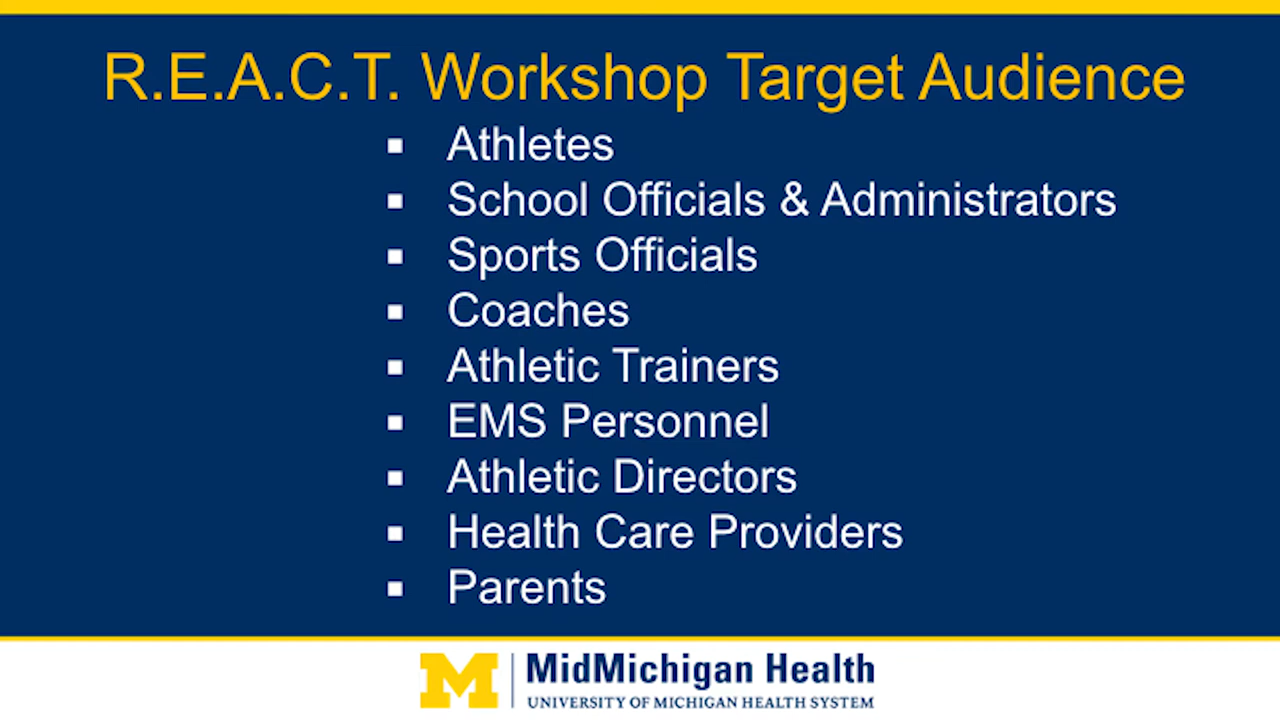 R.E.A.C.T. Workshop Target Audience
▪ Athletes
▪ School Officials & Administrators
▪ Sports Officials
▪ Coaches
▪ Athletic Trainers
▪ EMS Personnel
▪ Athletic Directors
▪ Health Care Providers
▪ Parents
M MidMichigan Health
UNIVERSITY OF MICHIGAN HEALTH SYSTEM